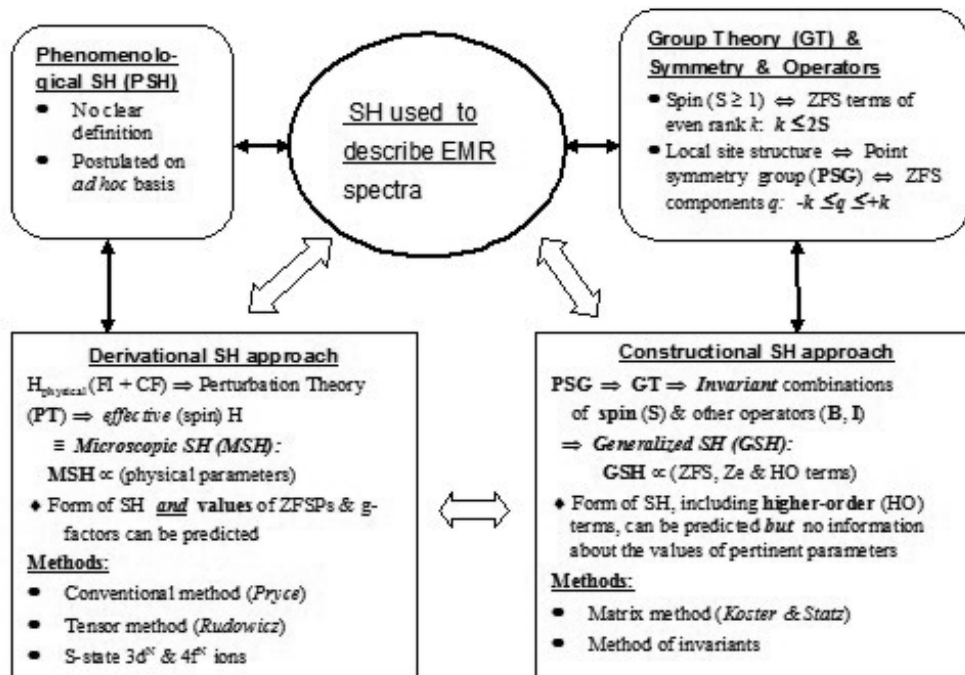 Phenomenolo-
gical SH (PSH)
● No clear
definition
● Postulated on
ad hoc basis
SH used to
describe EMR
spectra
Group Theory (GT) &
Symmetry & Operators
● Spin (S ≥ 1) ⇔ ZFS terms of
even rank k: k ≤ 2S
● Local site structure ⇔ Point
symmetry group (PSG) ⇔ ZFS
components q: -k ≤ q ≤ +k
Derivational SH approach
Hphysical (FI + CF) ⇒ Perturbation Theory
(PT) ⇒ effective (spin) H
≡ Microscopic SH (MSH):
MSH ∝ (physical parameters)
♦ Form of SH and values of ZFSPs & g-
factors can be predicted
Methods:
● Conventional method (Pryce)
● Tensor method (Rudowicz)
● S-state 3dᴺ & 4fᴺ ions
Constructional SH approach
PSG ⇒ GT ⇒ Invariant combinations
of spin (S) & other operators (B, I)
⇒ Generalized SH (GSH):
GSH ∝ (ZFS, Ze & HO terms)
♦ Form of SH, including higher-order (HO)
terms, can be predicted but no information
about the values of pertinent parameters
Methods:
● Matrix method (Koster & Statz)
● Method of invariants